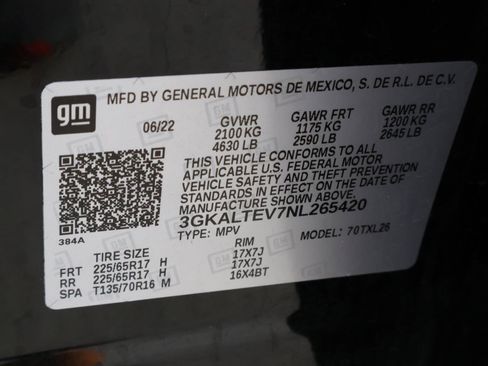 gm
MFD BY GENERAL MOTORS DE MEXICO, S. DE R.L. DE C.V.
06/22 GVWR GAWR FRT GAWR RR
2100 KG 1175 KG 1200 KG
4630 LB 2590 LB 2645 LB
THIS VEHICLE CONFORMS TO ALL
APPLICABLE U.S. FEDERAL MOTOR
VEHICLE SAFETY AND THEFT PREVENTION
STANDARDS IN EFFECT ON THE DATE OF
MANUFACTURE SHOWN ABOVE.
3GKALTEV7NL265420
384A
TYPE: MPV MODEL: 70TXL26
TIRE SIZE RIM
FRT 225/65R17 H 17X7J
RR 225/65R17 H 17X7J
SPA T135/70R16 M 16X4BT